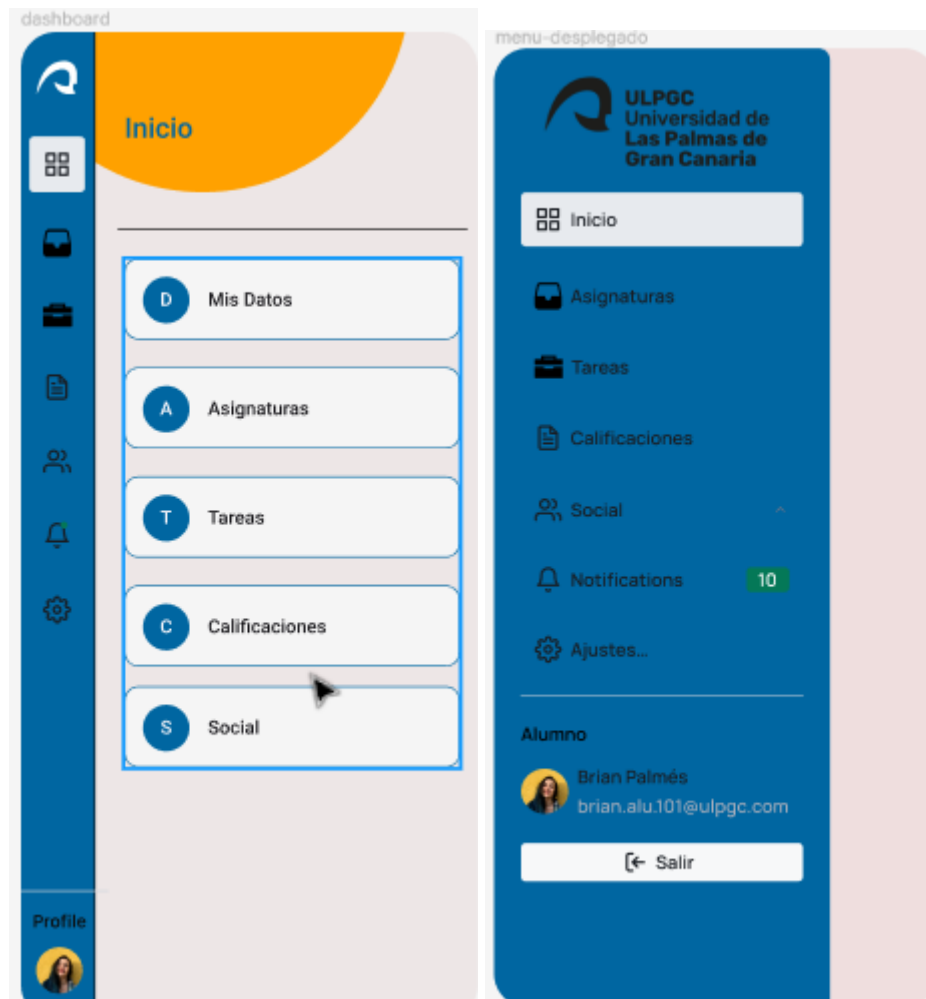 dashboard
Inicio
D Mis Datos
A Asignaturas
T Tareas
C Calificaciones
S Social
Profile
menu-desplegado
ULPGC
Universidad de
Las Palmas de
Gran Canaria
Inicio
Asignaturas
Tareas
Calificaciones
Social
Notifications 10
Ajustes...
Alumno
Brian Palmés
brian.alu.101@ulpgc.com
Salir